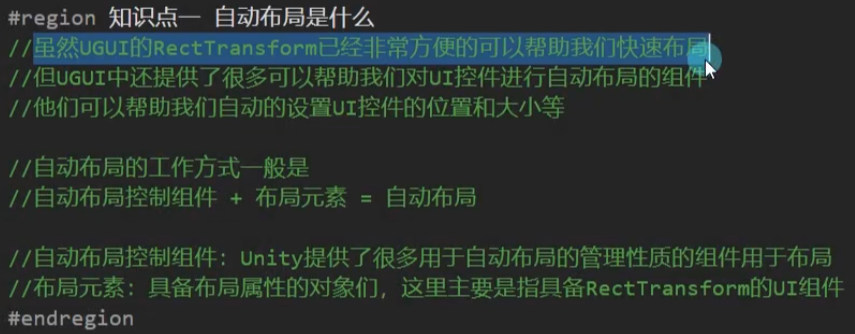 #region 知识点一 自动布局是什么
//虽然UGUI的RectTransform已经非常方便的可以帮助我们快速布局
//但UGUI中还提供了很多可以帮助我们对UI控件进行自动布局的组件
//他们可以帮助我们自动的设置UI控件的位置和大小等
//自动布局的工作方式一般是
//自动布局控制组件 + 布局元素 = 自动布局
//自动布局控制组件：Unity提供了很多用于自动布局的管理性质的组件用于布局
//布局元素：具备布局属性的对象们，这里主要是指具备RectTransform的UI组件
#endregion